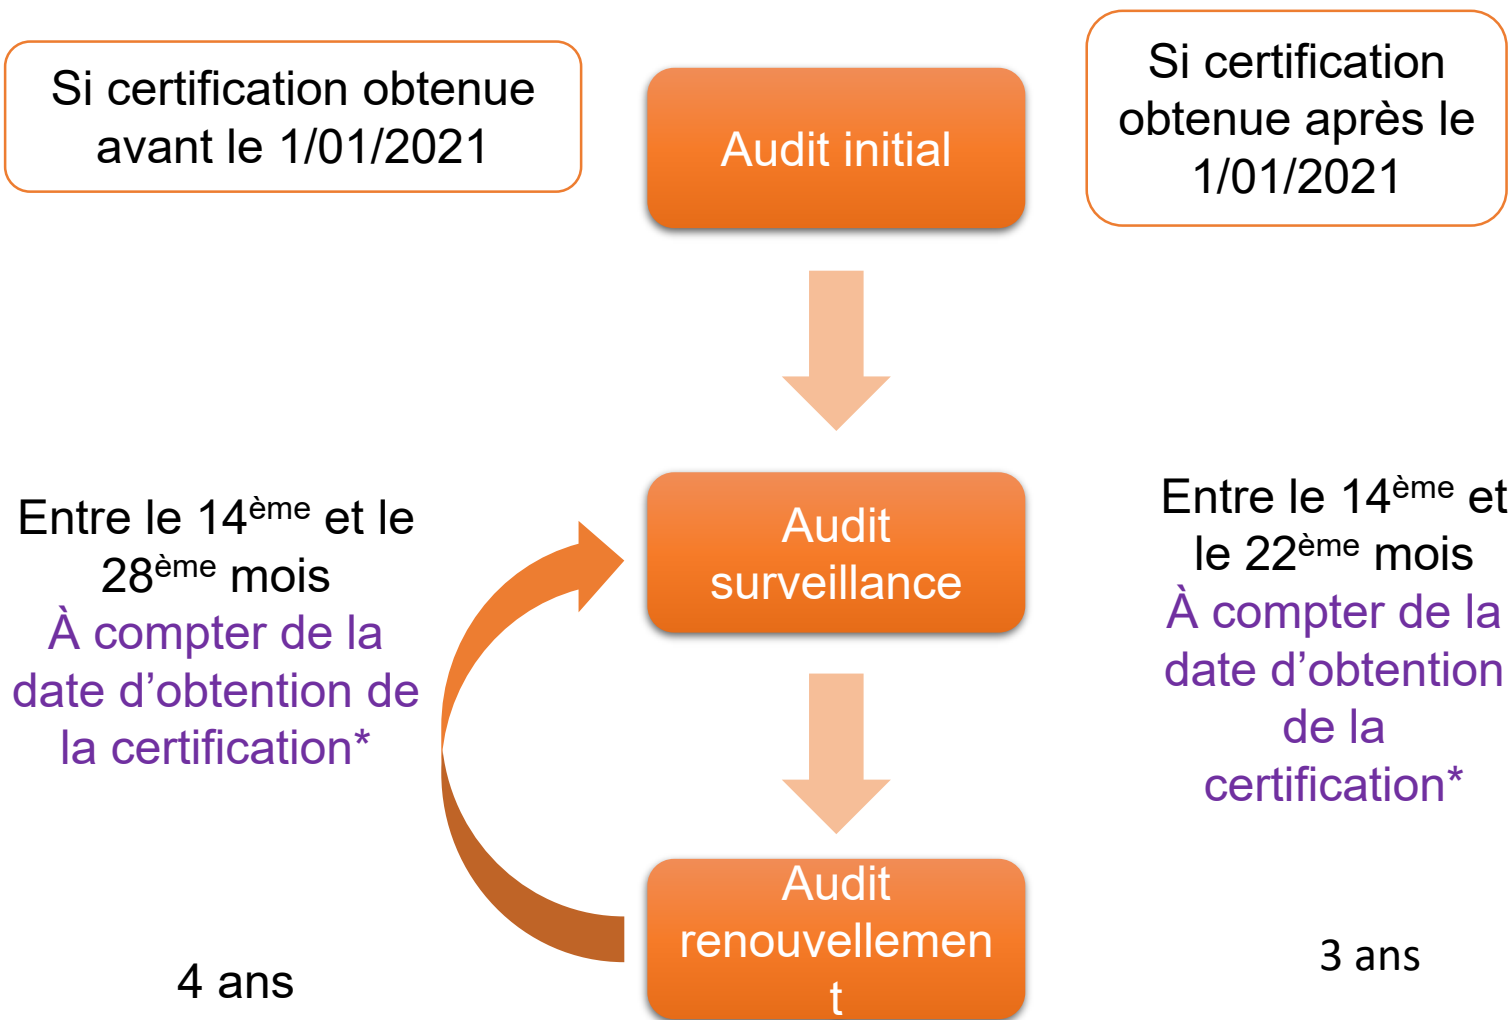 Si certification obtenue
avant le 1/01/2021
Audit initial
Si certification
obtenue après le
1/01/2021
Entre le 14ème et le
28ème mois
À compter de la
date d’obtention de
la certification*
Audit
surveillance
Entre le 14ème et
le 22ème mois
À compter de la
date d’obtention
de la
certification*
4 ans
Audit
renouvellemen
t
3 ans